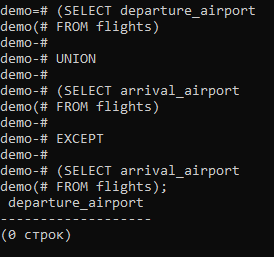 demo=# (SELECT departure_airport
demo(# FROM flights)
demo-#
demo-# UNION
demo-#
demo-# (SELECT arrival_airport
demo(# FROM flights)
demo-#
demo-# EXCEPT
demo-#
demo-# (SELECT arrival_airport
demo(# FROM flights);
 departure_airport
-------------------
(0 строк)